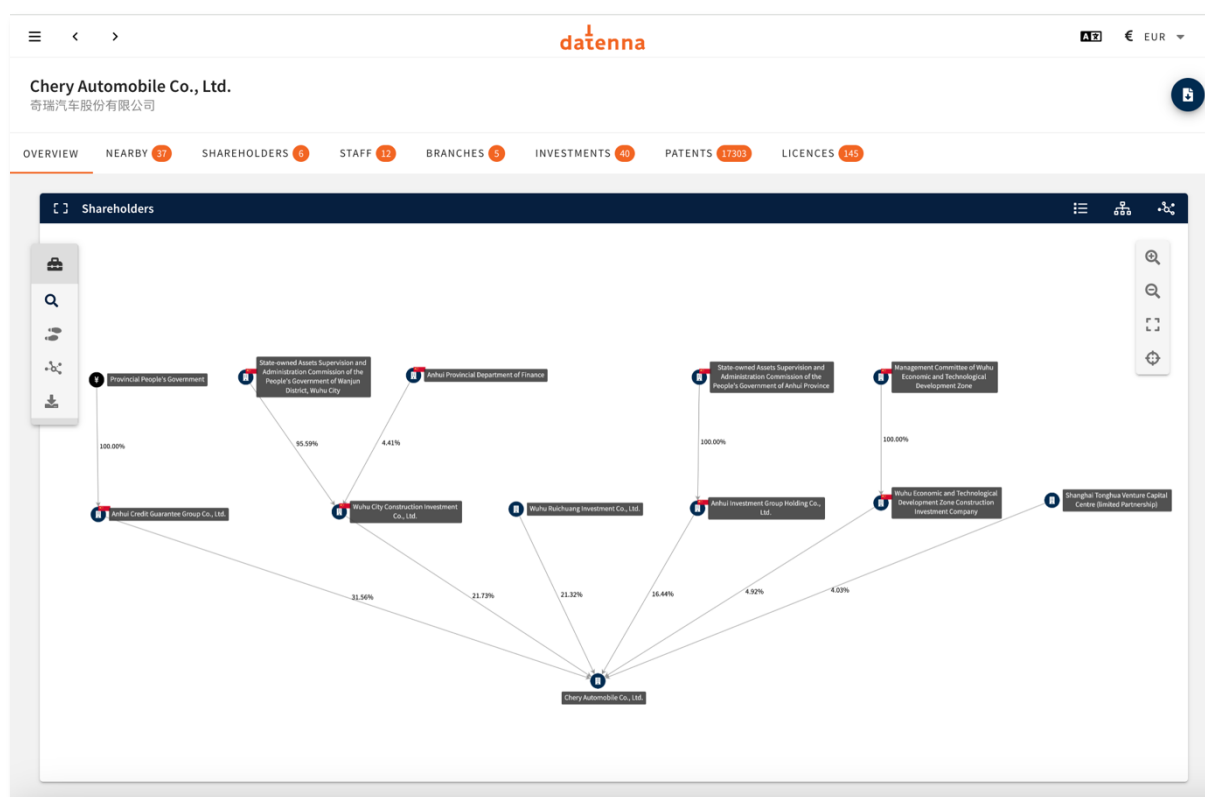 datenna
€ EUR
Chery Automobile Co., Ltd.
奇瑞汽车股份有限公司
OVERVIEW NEARBY 37 SHAREHOLDERS 6 STAFF 12 BRANCHES 5 INVESTMENTS 40 PATENTS 17303 LICENCES 145
Shareholders
Provincial People's Government
State-owned Assets Supervision and
Administration Commission of the
People's Government of Wanjun
District, Wuhu City
Anhui Provincial Department of Finance
State-owned Assets Supervision and
Administration Commission of the
People's Government of Anhui Province
Management Committee of Wuhu
Economic and Technological
Development Zone
100.00%
95.59%
4.41%
100.00%
100.00%
Anhui Credit Guarantee Group Co., Ltd.
Wuhu City Construction Investment
Co., Ltd.
Wuhu Ruichuang Investment Co., Ltd.
Anhui Investment Group Holding Co.,
Ltd.
Wuhu Economic and Technological
Development Zone Construction
Investment Company
Shanghai Tonghua Venture Capital
Centre (limited Partnership)
31.56%
21.73%
21.32%
16.44%
4.92%
4.03%
Chery Automobile Co., Ltd.